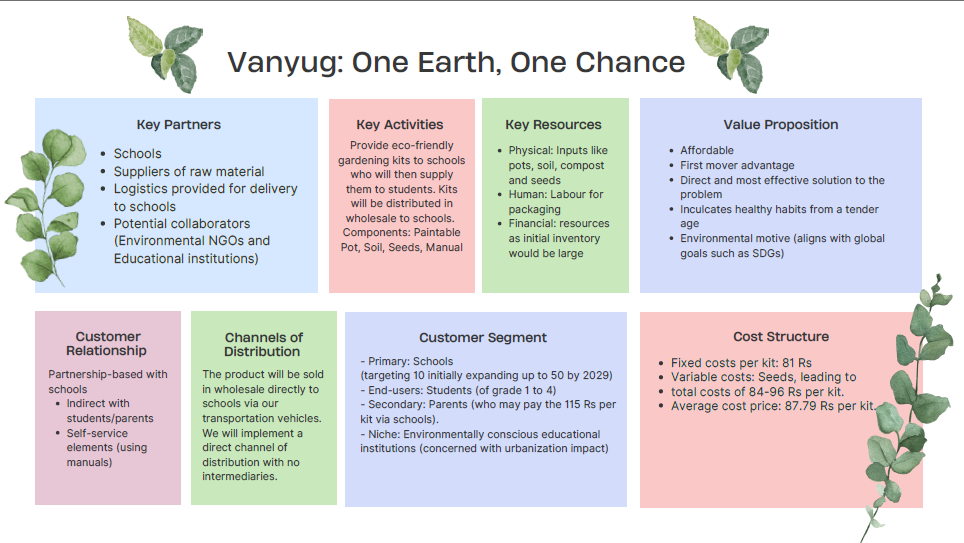 Vanyug: One Earth, One Chance
Key Partners
• Schools
• Suppliers of raw material
• Logistics provided for delivery
to schools
• Potential collaborators
(Environmental NGOs and
Educational institutions)
Key Activities
Provide eco-friendly
gardening kits to schools
who will then supply
them to students. Kits
will be distributed in
wholesale to schools.
Components: Paintable
Pot, Soil, Seeds, Manual
Key Resources
• Physical: Inputs like
pots, soil, compost
and seeds
• Human: Labour for
packaging
• Financial: resources
as initial inventory
would be large
Value Proposition
• Affordable
• First mover advantage
• Direct and most effective solution to the
problem
• Inculcates healthy habits from a tender
age
• Environmental motive (aligns with global
goals such as SDGs)
Customer
Relationship
Partnership-based with
schools
• Indirect with
students/parents
• Self-service
elements (using
manuals)
Channels of
Distribution
The product will be sold
in wholesale directly to
schools via our
transportation vehicles.
We will implement a
direct channel of
distribution with no
intermediaries.
Customer Segment
- Primary: Schools
(targeting 10 initially expanding up to 50 by 2029)
- End-users: Students (of grade 1 to 4)
- Secondary: Parents (who may pay the 115 Rs per
kit via schools).
- Niche: Environmentally conscious educational
institutions (concerned with urbanization impact)
Cost Structure
• Fixed costs per kit: 81 Rs
• Variable costs: Seeds, leading to
• total costs of 84-96 Rs per kit.
• Average cost price: 87.79 Rs per kit.